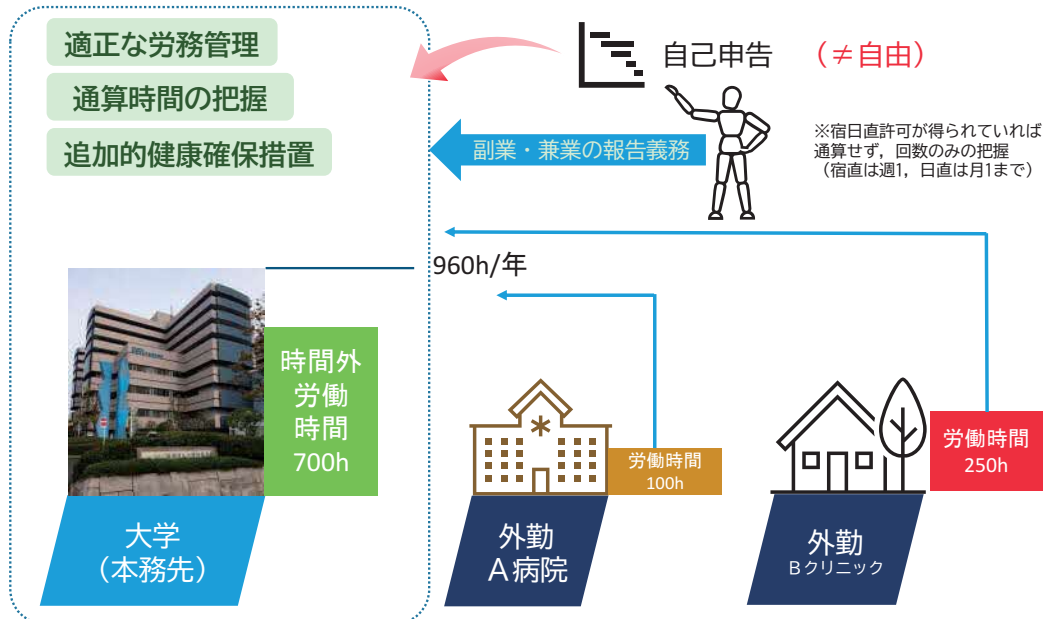 適正な労務管理
通算時間の把握
追加的健康確保措置
自己申告 （≠自由）
副業・兼業の報告義務
※宿日直許可が得られていれば
通算せず，回数のみの把握
（宿直は週1，日直は月1まで）
960h/年
時間外
労働
時間
700h
労働時間
100h
労働時間
250h
大学
（本務先）
外勤
A病院
外勤
Bクリニック